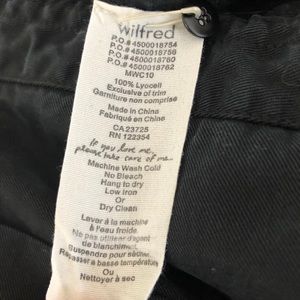 Wilfred
P.O.# 4500018754
P.O.# 4500018756
P.O.# 4500018760
P.O.# 4500018762
MWC10
100% Lyocell
Exclusive of trim
Garniture non comprise
Made in China
Fabriqué en Chine
CA 23725
RN 122354
If you love me,
please take care of me...
Machine Wash Cold
No Bleach
Hang to dry
Low Iron
Or
Dry Clean
Laver à la machine
à l'eau froide.
Ne pas utiliser d'agent
de blanchiment.
Suspendre pour sécher.
Repasser à basse température
Ou
Nettoyer à sec